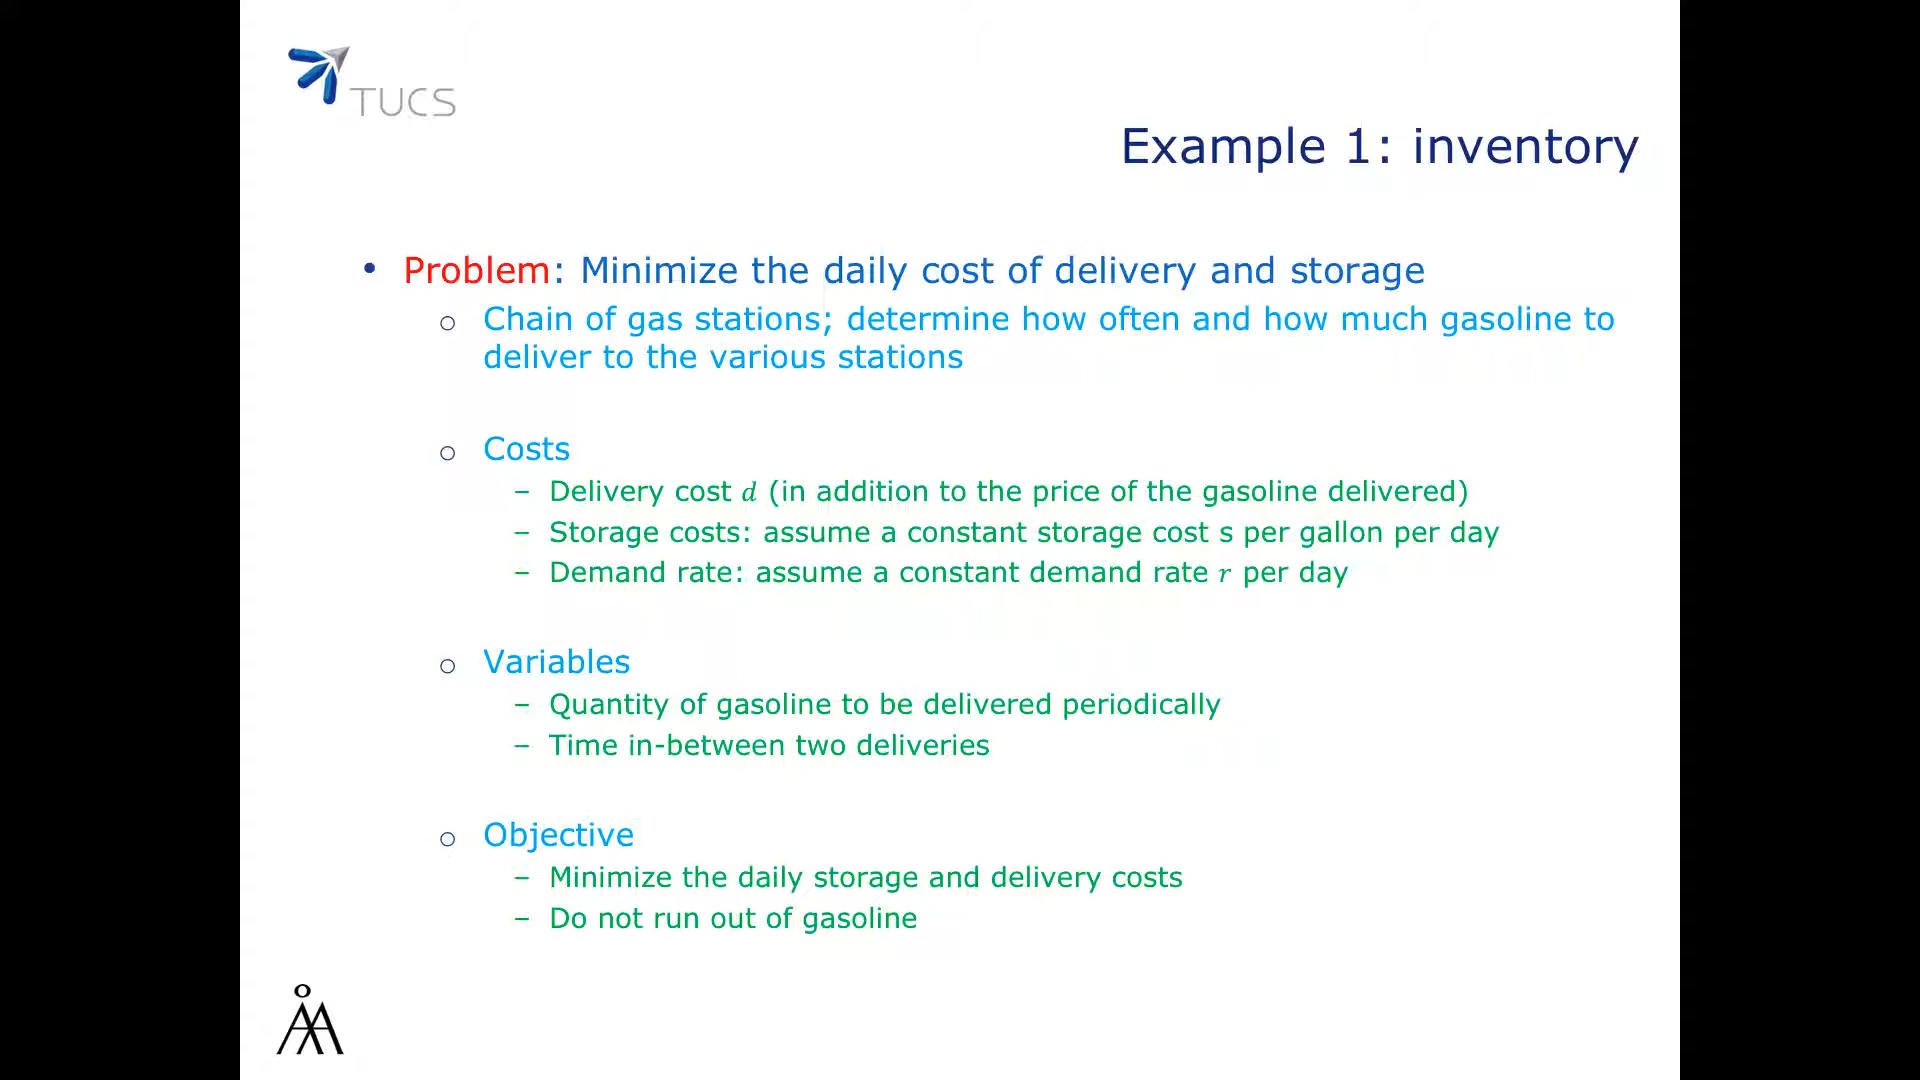 TUCS
Example 1: inventory
• Problem: Minimize the daily cost of delivery and storage
o Chain of gas stations; determine how often and how much gasoline to
deliver to the various stations
o Costs
– Delivery cost d (in addition to the price of the gasoline delivered)
– Storage costs: assume a constant storage cost s per gallon per day
– Demand rate: assume a constant demand rate r per day
o Variables
– Quantity of gasoline to be delivered periodically
– Time in-between two deliveries
o Objective
– Minimize the daily storage and delivery costs
– Do not run out of gasoline